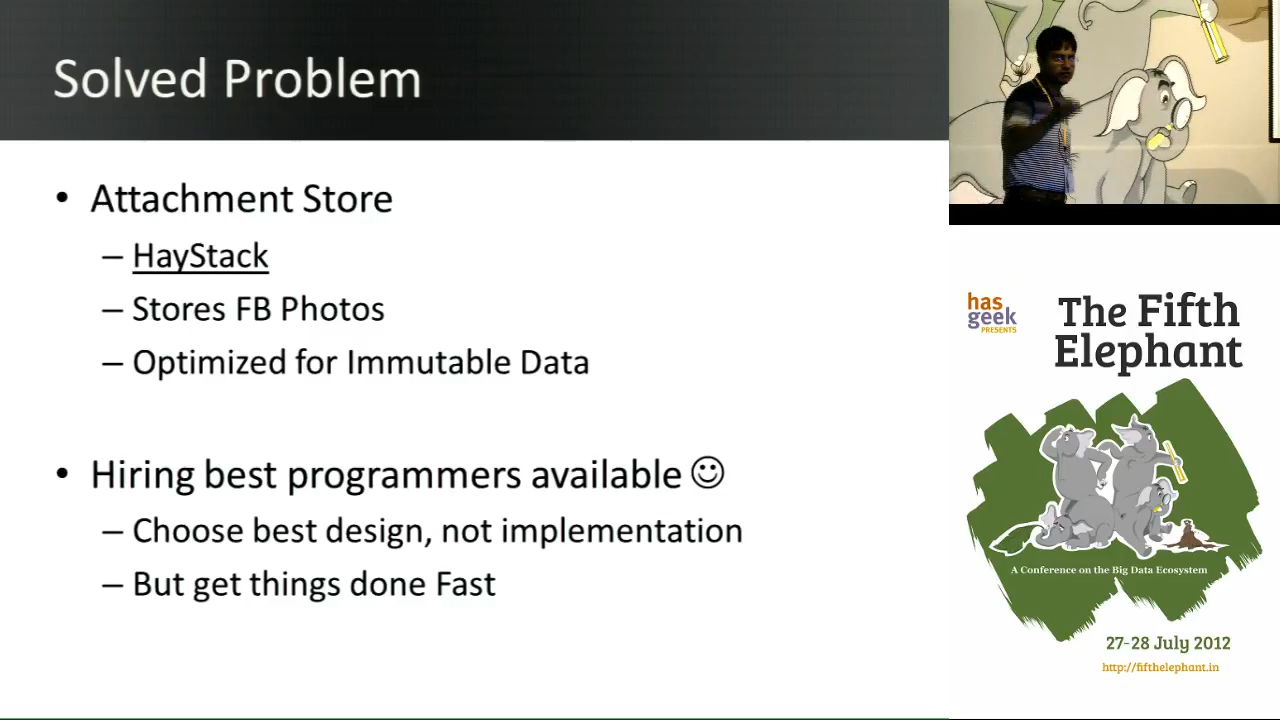 Solved Problem
• Attachment Store
– HayStack
– Stores FB Photos
– Optimized for Immutable Data
• Hiring best programmers available ☺
– Choose best design, not implementation
– But get things done Fast
has
geek
PRESENTS
The Fifth
Elephant
A Conference on the Big Data Ecosystem
27-28 July 2012
http://fifthelephant.in